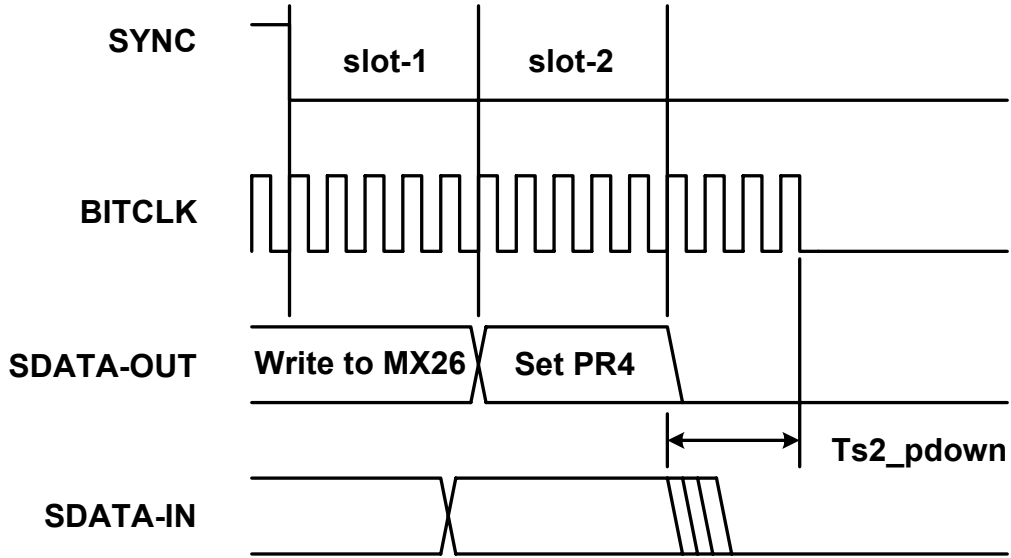 SYNC
slot-1
slot-2
BITCLK
SDATA-OUT
Write to MX26
Set PR4
Ts2_pdown
SDATA-IN